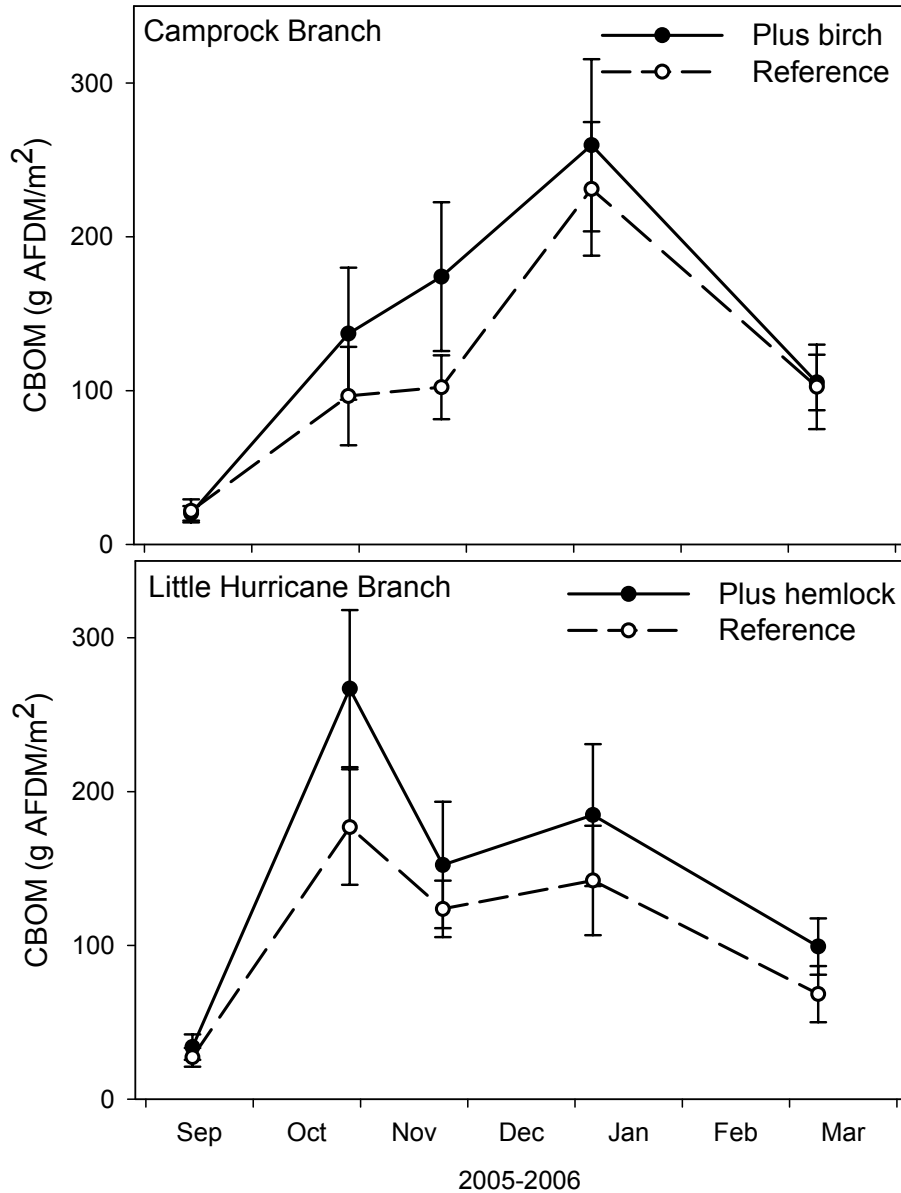 Camprock Branch
Plus birch
Reference
300
200
100
0
CBOM (g AFDM/m²)
Little Hurricane Branch
Plus hemlock
Reference
300
200
100
0
CBOM (g AFDM/m²)
Sep Oct Nov Dec Jan Feb Mar
2005-2006